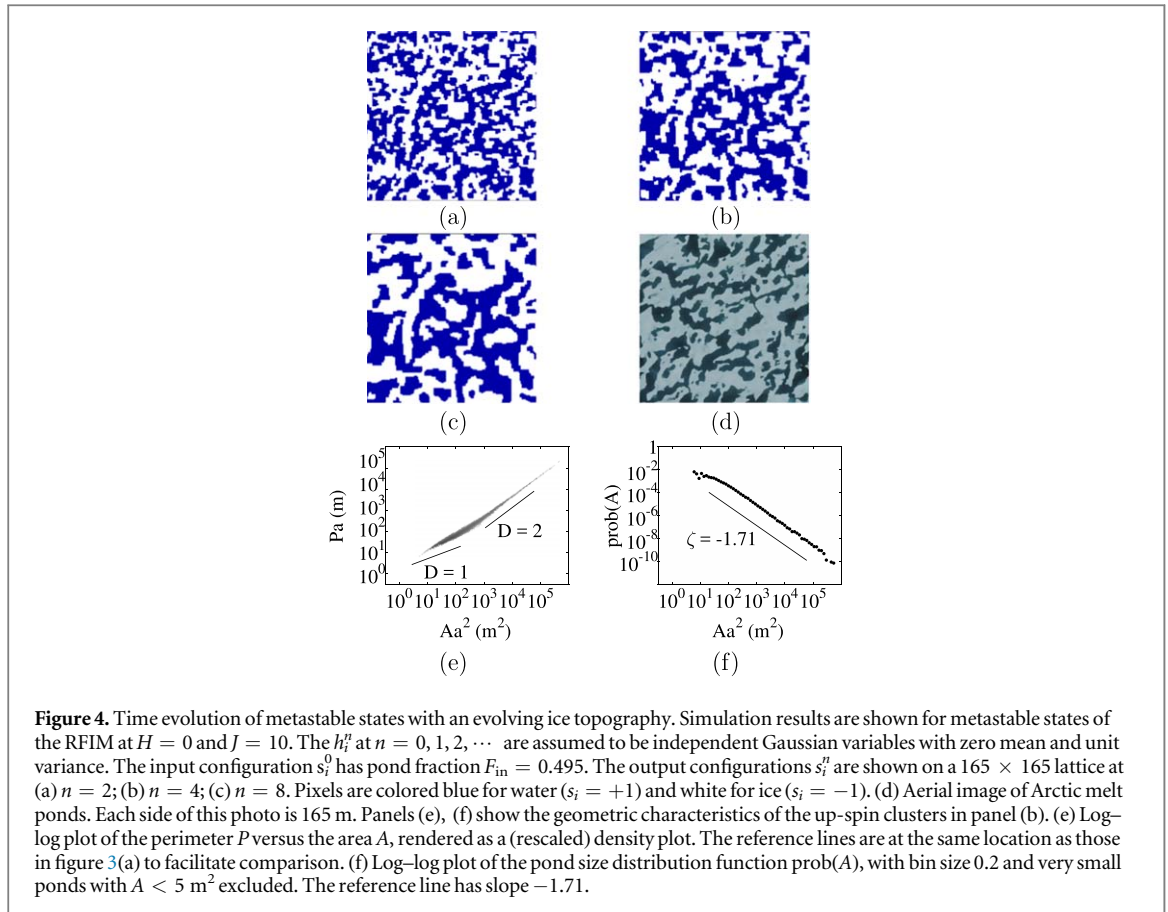 (a)
(b)
(c)
(d)
10^5
10^4
10^3
10^2
10^1
10^0
Pa (m)
D = 2
D = 1
10^0 10^1 10^2 10^3 10^4 10^5
Aa^2 (m^2)
(e)
1
10^-2
10^-4
10^-6
10^-8
10^-10
prob(A)
ζ = -1.71
10^0 10^1 10^2 10^3 10^4 10^5
Aa^2 (m^2)
(f)
Figure 4. Time evolution of metastable states with an evolving ice topography. Simulation results are shown for metastable states of
the RFIM at H = 0 and J = 10. The h_i^n at n = 0, 1, 2, ⋯ are assumed to be independent Gaussian variables with zero mean and unit
variance. The input configuration s_i^0 has pond fraction F_in = 0.495. The output configurations s_i^n are shown on a 165 × 165 lattice at
(a) n = 2; (b) n = 4; (c) n = 8. Pixels are colored blue for water (s_i = +1) and white for ice (s_i = −1). (d) Aerial image of Arctic melt
ponds. Each side of this photo is 165 m. Panels (e), (f) show the geometric characteristics of the up-spin clusters in panel (b). (e) Log–
log plot of the perimeter P versus the area A, rendered as a (rescaled) density plot. The reference lines are at the same location as those
in figure 3(a) to facilitate comparison. (f) Log–log plot of the pond size distribution function prob(A), with bin size 0.2 and very small
ponds with A < 5 m^2 excluded. The reference line has slope −1.71.